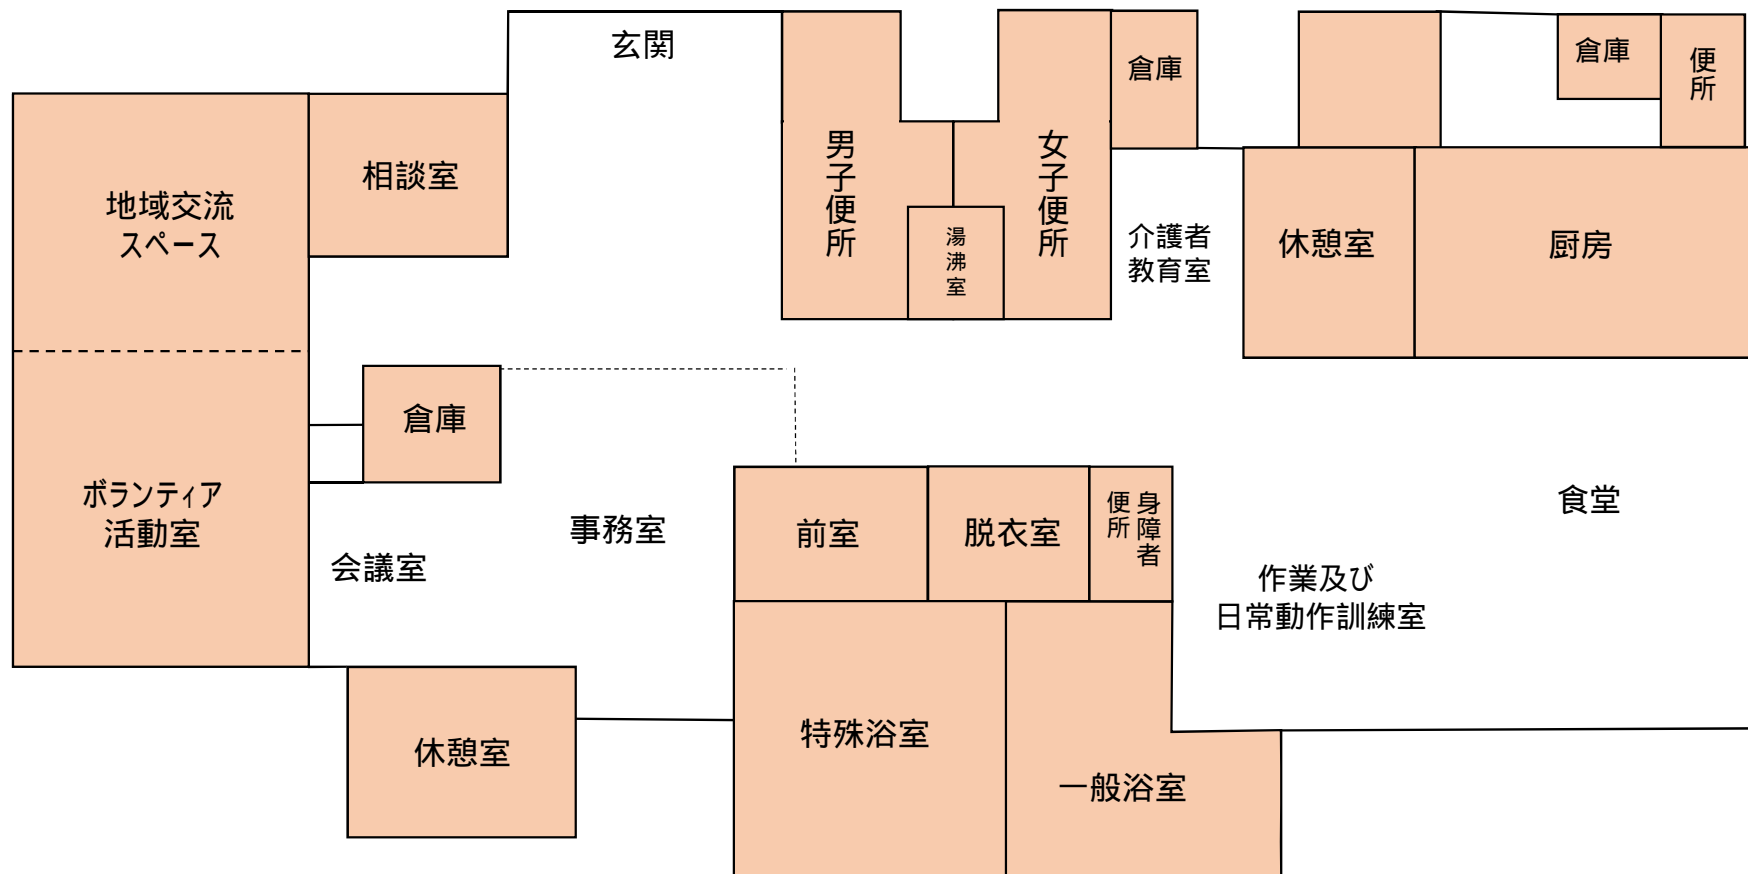 玄関
倉庫
倉庫
便所
相談室
地域交流
スペース
男子便所
女子便所
湯沸室
介護者
教育室
休憩室
厨房
倉庫
ボランティア
活動室
会議室
事務室
前室
脱衣室
身障者
便所
食堂
作業及び
日常動作訓練室
休憩室
特殊浴室
一般浴室